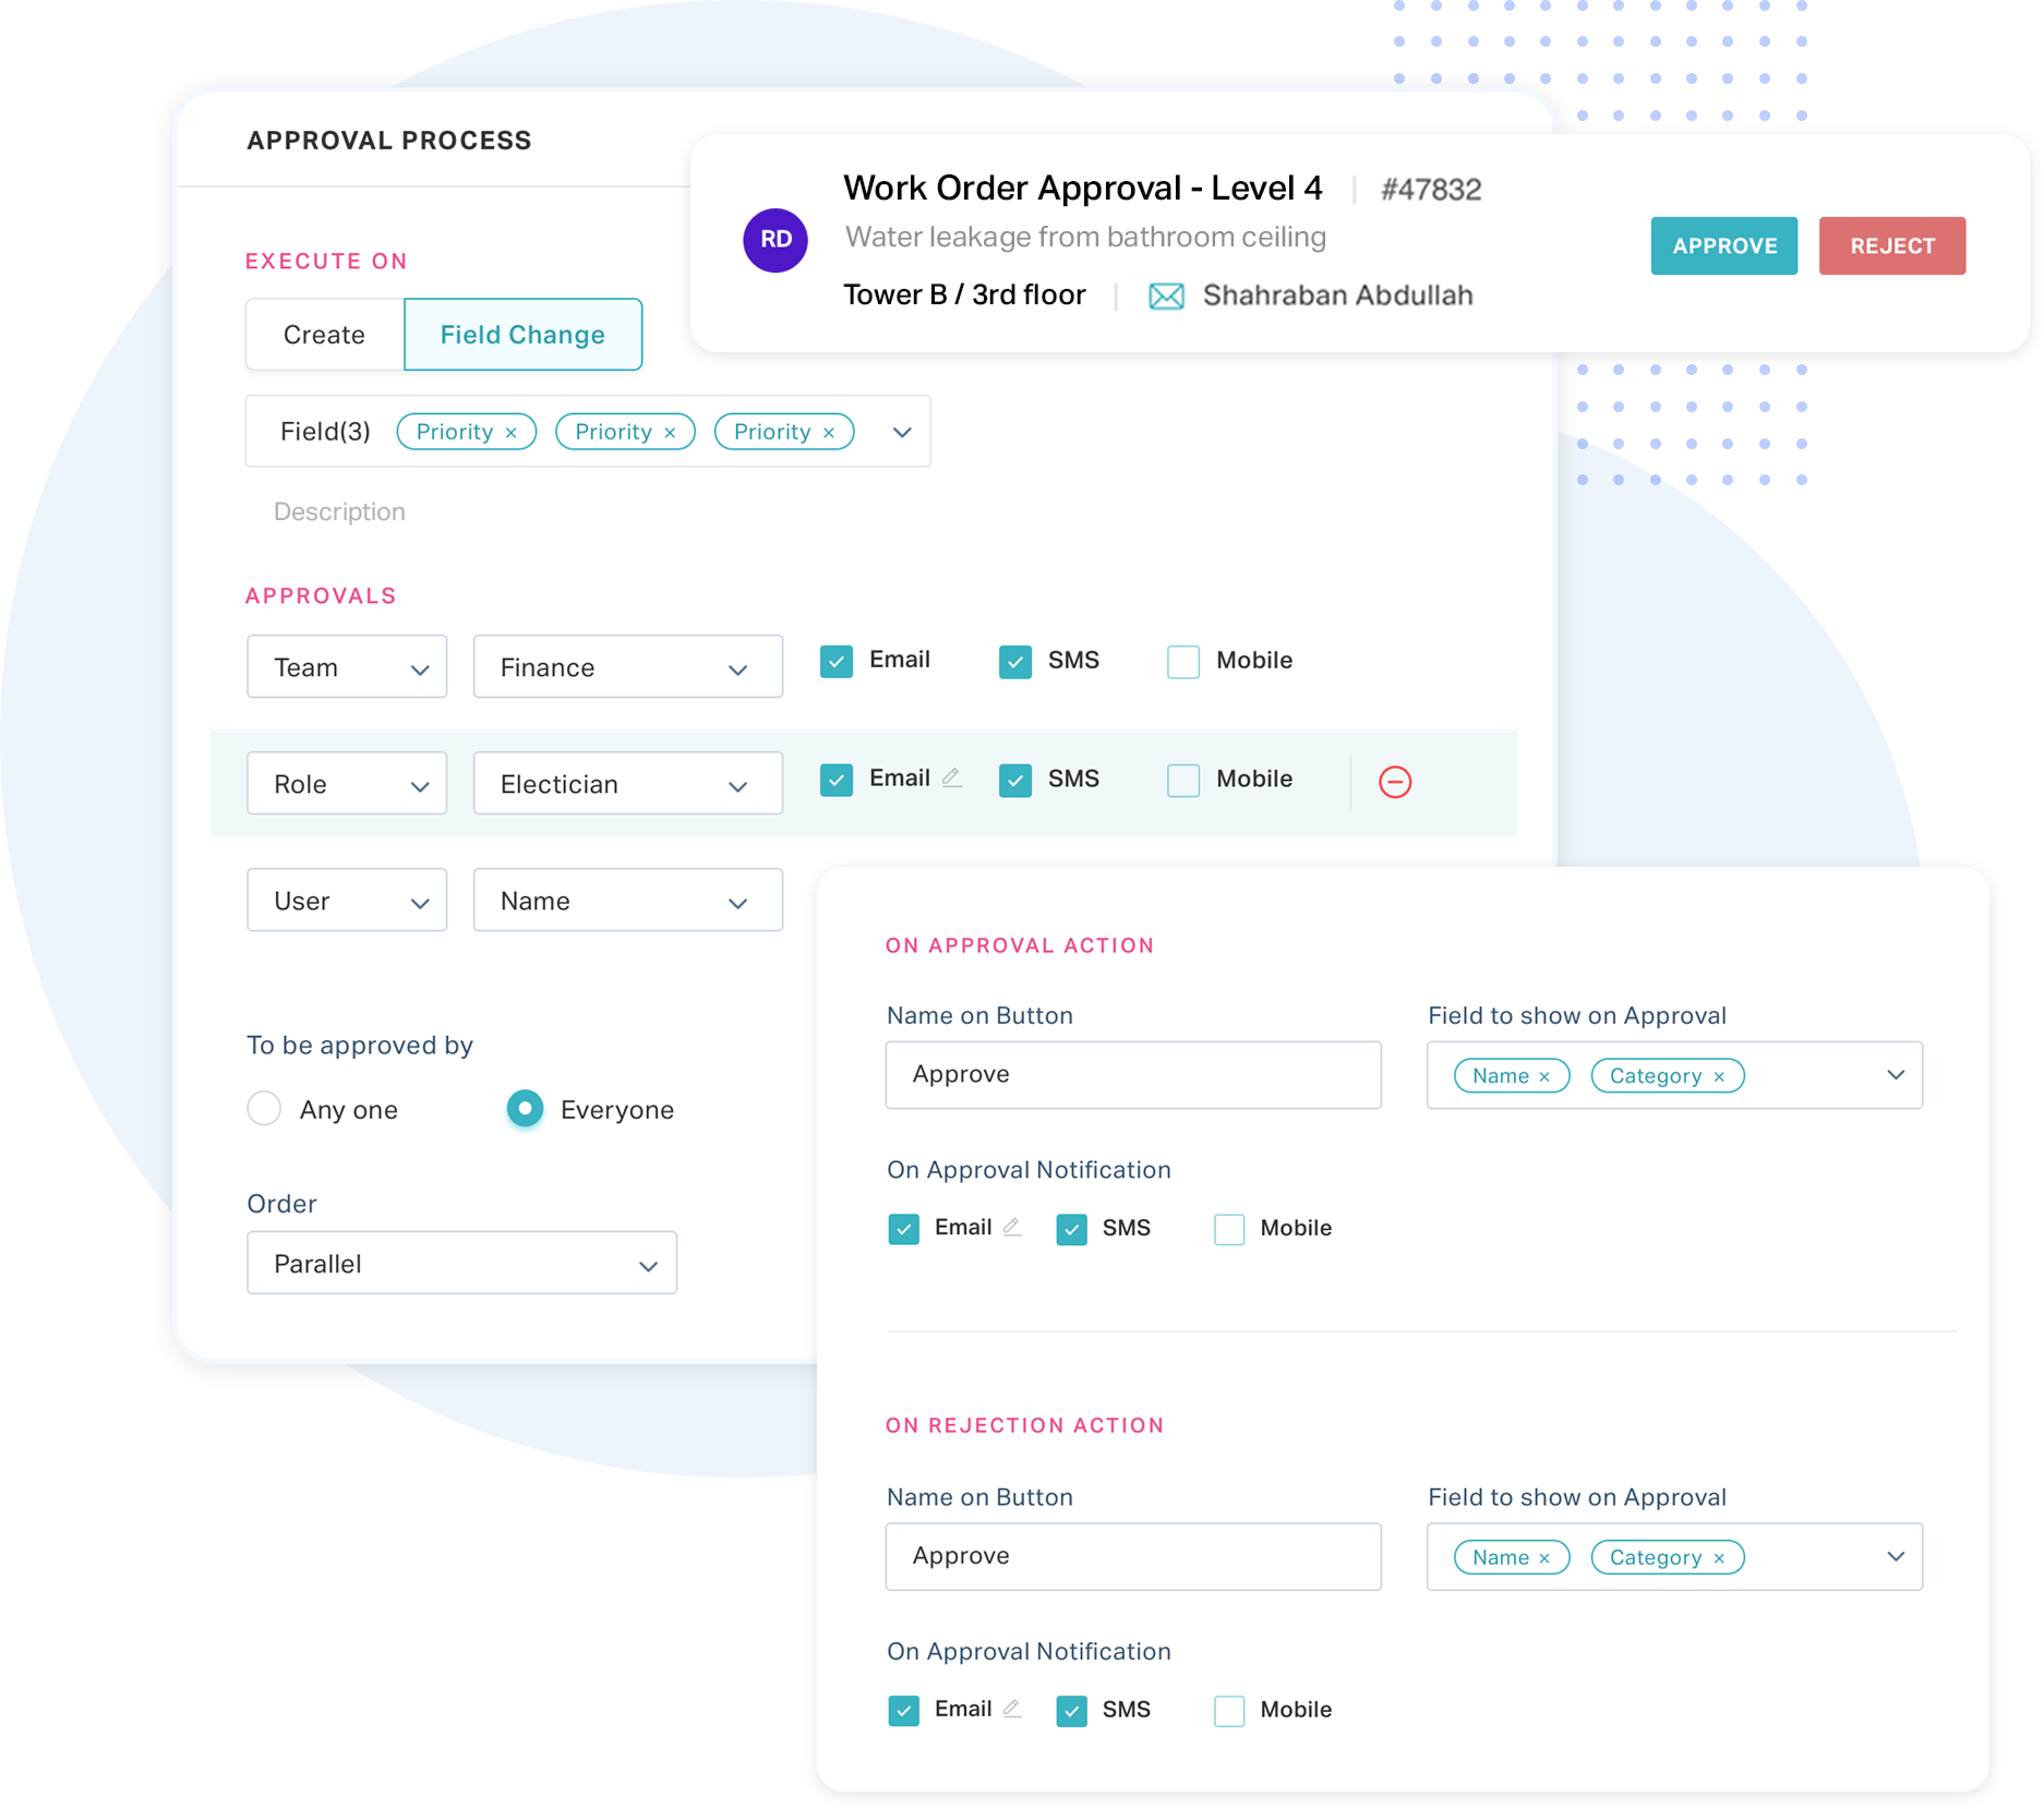 APPROVAL PROCESS
Work Order Approval - Level 4 | #47832
RD
Water leakage from bathroom ceiling
APPROVE REJECT
Tower B / 3rd floor | Shahraban Abdullah
EXECUTE ON
Create Field Change
Field(3) Priority × Priority × Priority ×
Description
APPROVALS
Team Finance Email SMS Mobile
Role Electician Email SMS Mobile
User Name
To be approved by
Any one Everyone
Order
Parallel
ON APPROVAL ACTION
Name on Button Field to show on Approval
Approve Name × Category ×
On Approval Notification
Email SMS Mobile
ON REJECTION ACTION
Name on Button Field to show on Approval
Approve Name × Category ×
On Approval Notification
Email SMS Mobile